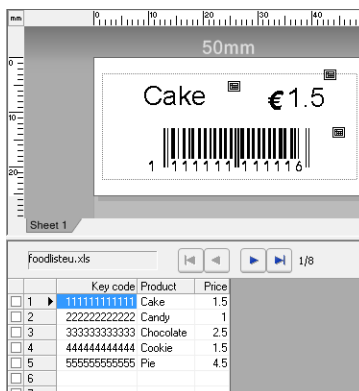 mm 0 10 20 30 40
50mm
0
Cake €1.5
10
1 111111 111116
20
Sheet 1
foodlisteu.xls 1/8
Key code Product Price
1 111111111111 Cake 1.5
2 222222222222 Candy 1
3 333333333333 Chocolate 2.5
4 444444444444 Cookie 1.5
5 555555555555 Pie 4.5
6
7